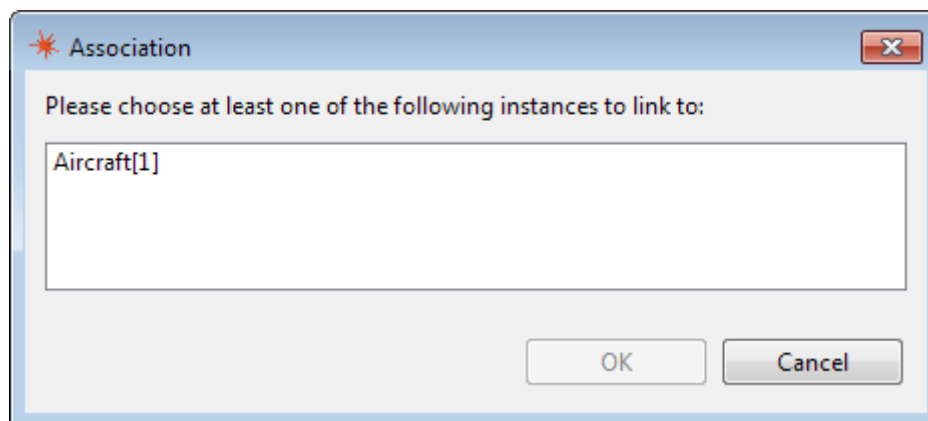 Association
Please choose at least one of the following instances to link to:
Aircraft[1]
OK
Cancel